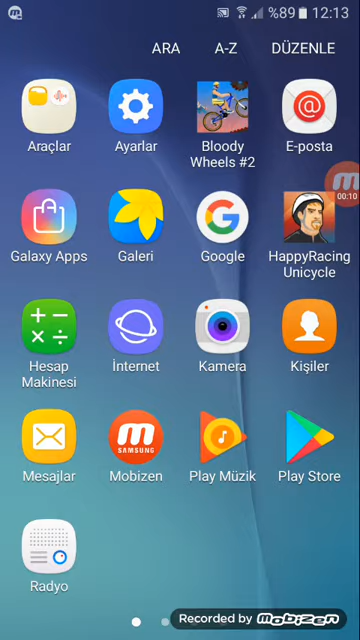 %89 12:13
ARA A-Z DÜZENLE
Araçlar
Ayarlar
Bloody
Wheels #2
E-posta
00:10
Galaxy Apps
Galeri
Google
HappyRacing
Unicycle
Hesap
Makinesi
İnternet
Kamera
Kişiler
SAMSUNG
Mesajlar
Mobizen
Play Müzik
Play Store
Radyo
Recorded by mobizen